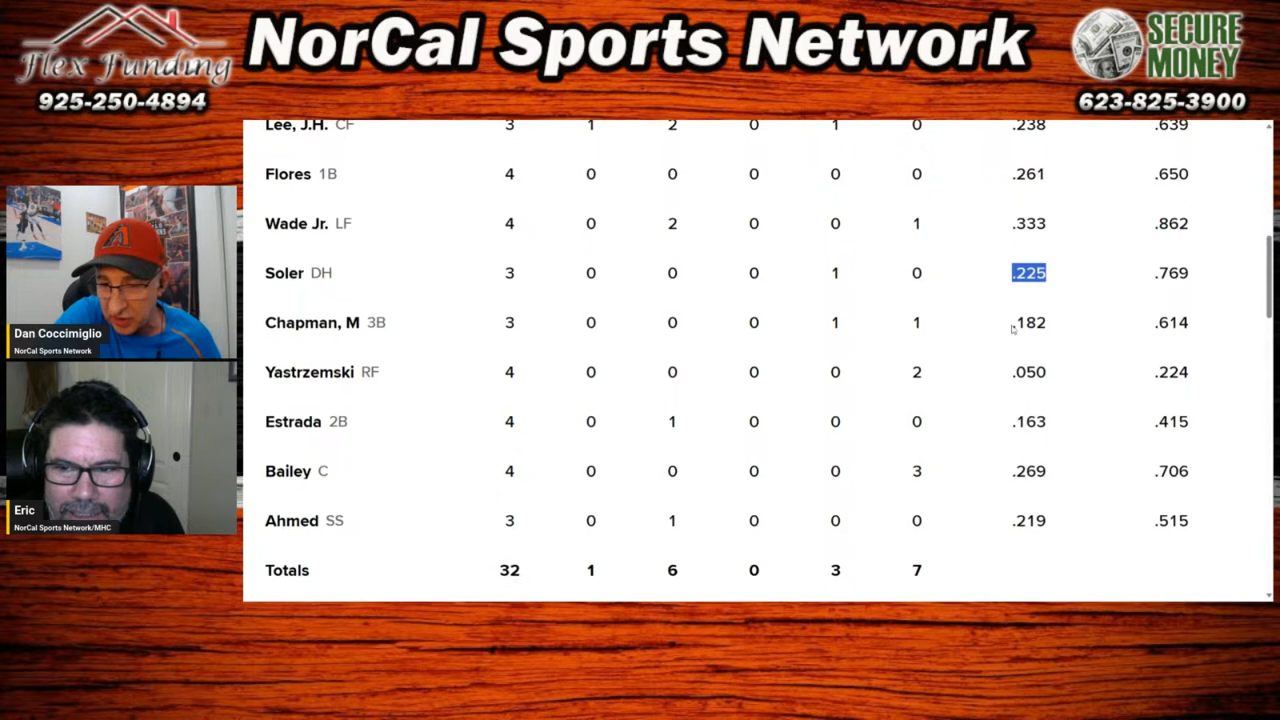 Flex Funding
925-250-4894
NorCal Sports Network
SECURE
MONEY
623-825-3900
Lee, J.H. CF 3 1 2 0 1 0 .238 .639
Flores 1B 4 0 0 0 0 0 .261 .650
Wade Jr. LF 4 0 2 0 0 1 .333 .862
Soler DH 3 0 0 0 1 0 .225 .769
Chapman, M 3B 3 0 0 0 1 1 .182 .614
Yastrzemski RF 4 0 0 0 0 2 .050 .224
Estrada 2B 4 0 1 0 0 0 .163 .415
Bailey C 4 0 0 0 0 3 .269 .706
Ahmed SS 3 0 1 0 0 0 .219 .515
Totals 32 1 6 0 3 7
Dan Coccimiglio
NorCal Sports Network
Eric
NorCal Sports Network/MHC